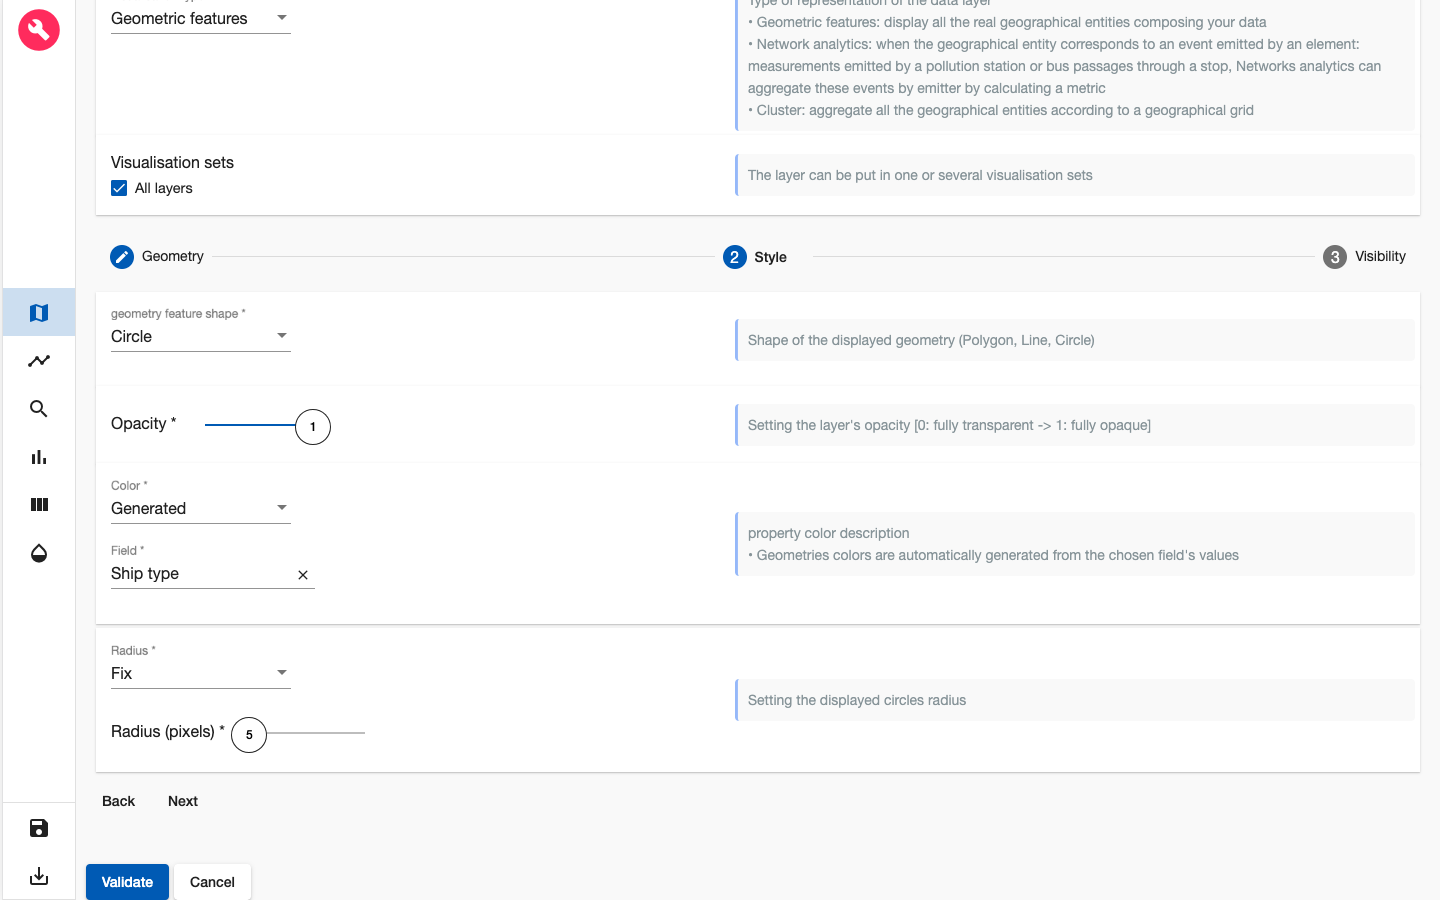 Geometric features
Type of representation of the data layer
• Geometric features: display all the real geographical entities composing your data
• Network analytics: when the geographical entity corresponds to an event emitted by an element:
measurements emitted by a pollution station or bus passages through a stop, Networks analytics can
aggregate these events by emitter by calculating a metric
• Cluster: aggregate all the geographical entities according to a geographical grid
Visualisation sets
All layers
The layer can be put in one or several visualisation sets
Geometry
2 Style
3 Visibility
geometry feature shape *
Circle
Shape of the displayed geometry (Polygon, Line, Circle)
Opacity * 1
Setting the layer's opacity [0: fully transparent -> 1: fully opaque]
Color *
Generated
Field *
Ship type
property color description
• Geometries colors are automatically generated from the chosen field's values
Radius *
Fix
Radius (pixels) * 5
Setting the displayed circles radius
Back Next
Validate Cancel